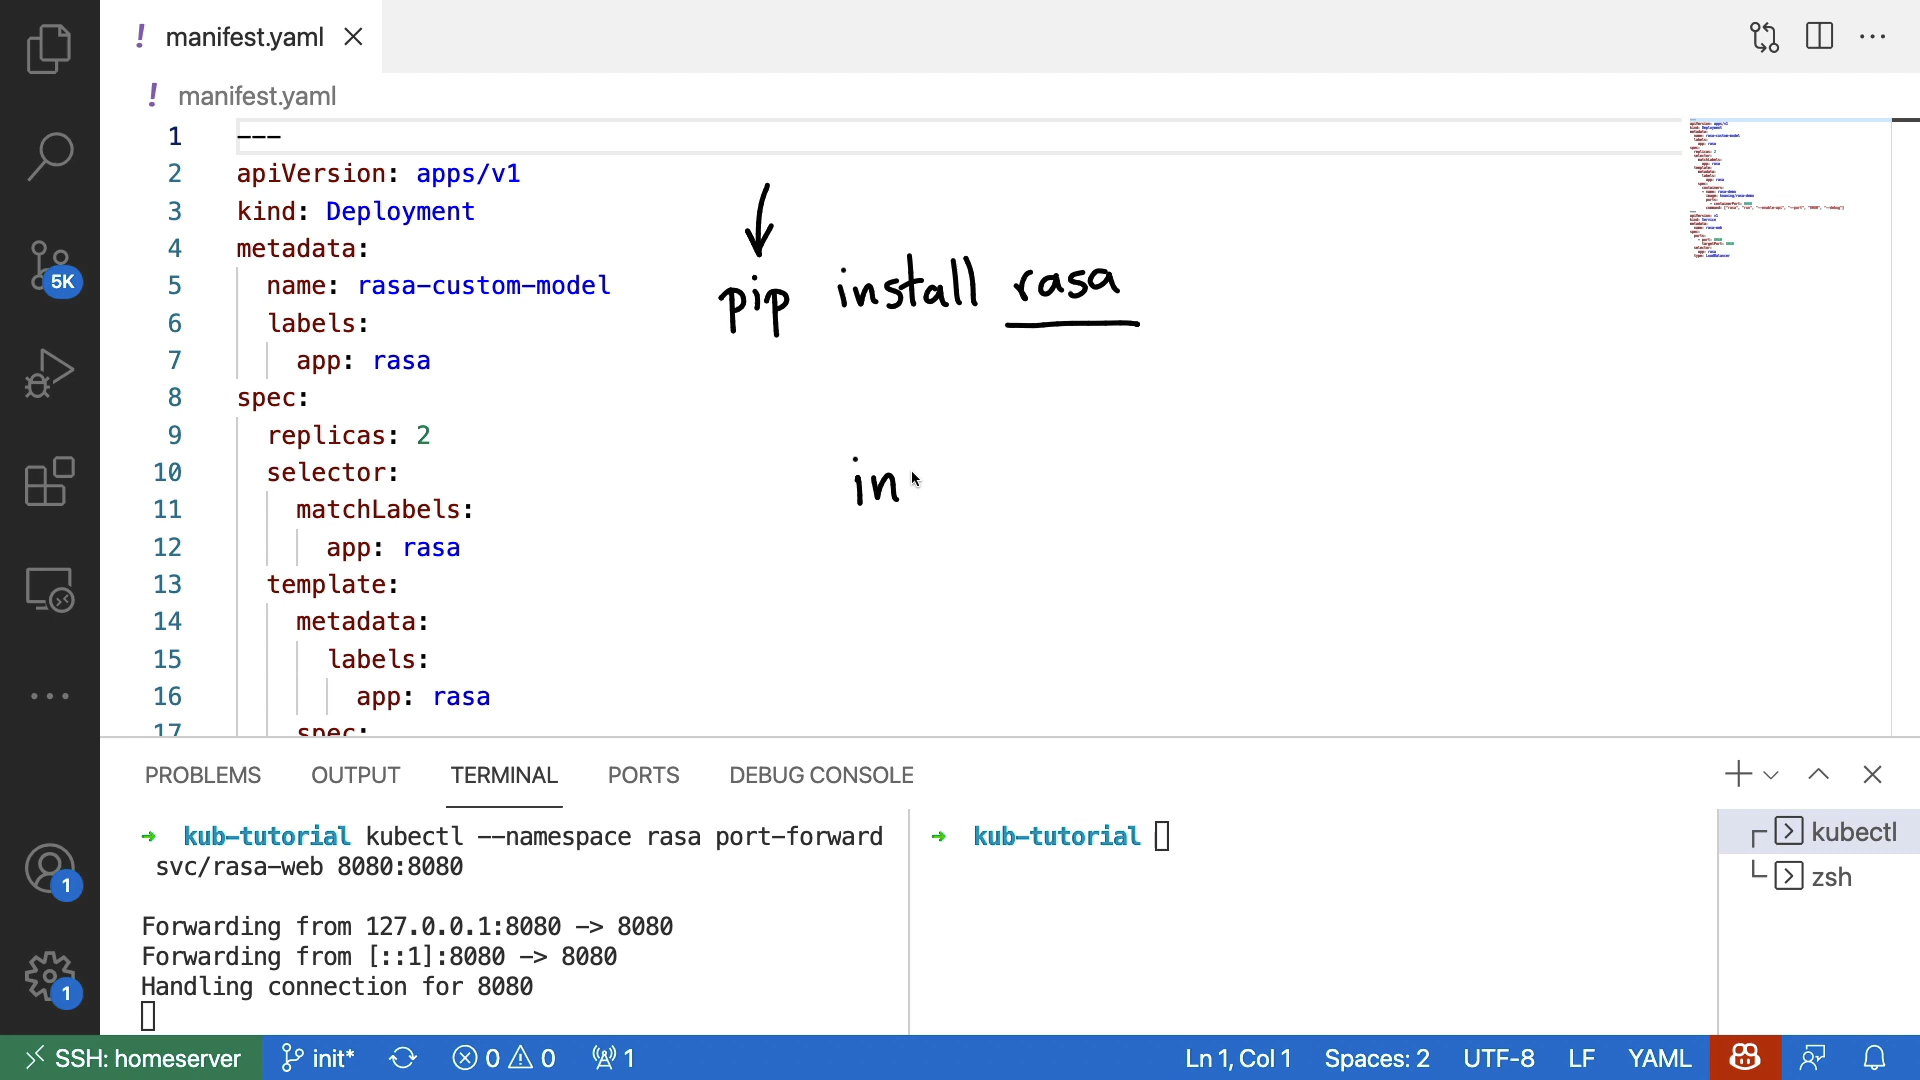 manifest.yaml
manifest.yaml
1 ---
2 apiVersion: apps/v1
3 kind: Deployment
4 metadata:
5 name: rasa-custom-model
6 labels:
7 app: rasa
8 spec:
9 replicas: 2
10 selector:
11 matchLabels:
12 app: rasa
13 template:
14 metadata:
15 labels:
16 app: rasa
17 spec:
pip install rasa
in
5K
1
1
PROBLEMS OUTPUT TERMINAL PORTS DEBUG CONSOLE
→ kub-tutorial kubectl --namespace rasa port-forward
svc/rasa-web 8080:8080
Forwarding from 127.0.0.1:8080 -> 8080
Forwarding from [::1]:8080 -> 8080
Handling connection for 8080
→ kub-tutorial
kubectl
zsh
SSH: homeserver init* 0 0 1 Ln 1, Col 1 Spaces: 2 UTF-8 LF YAML